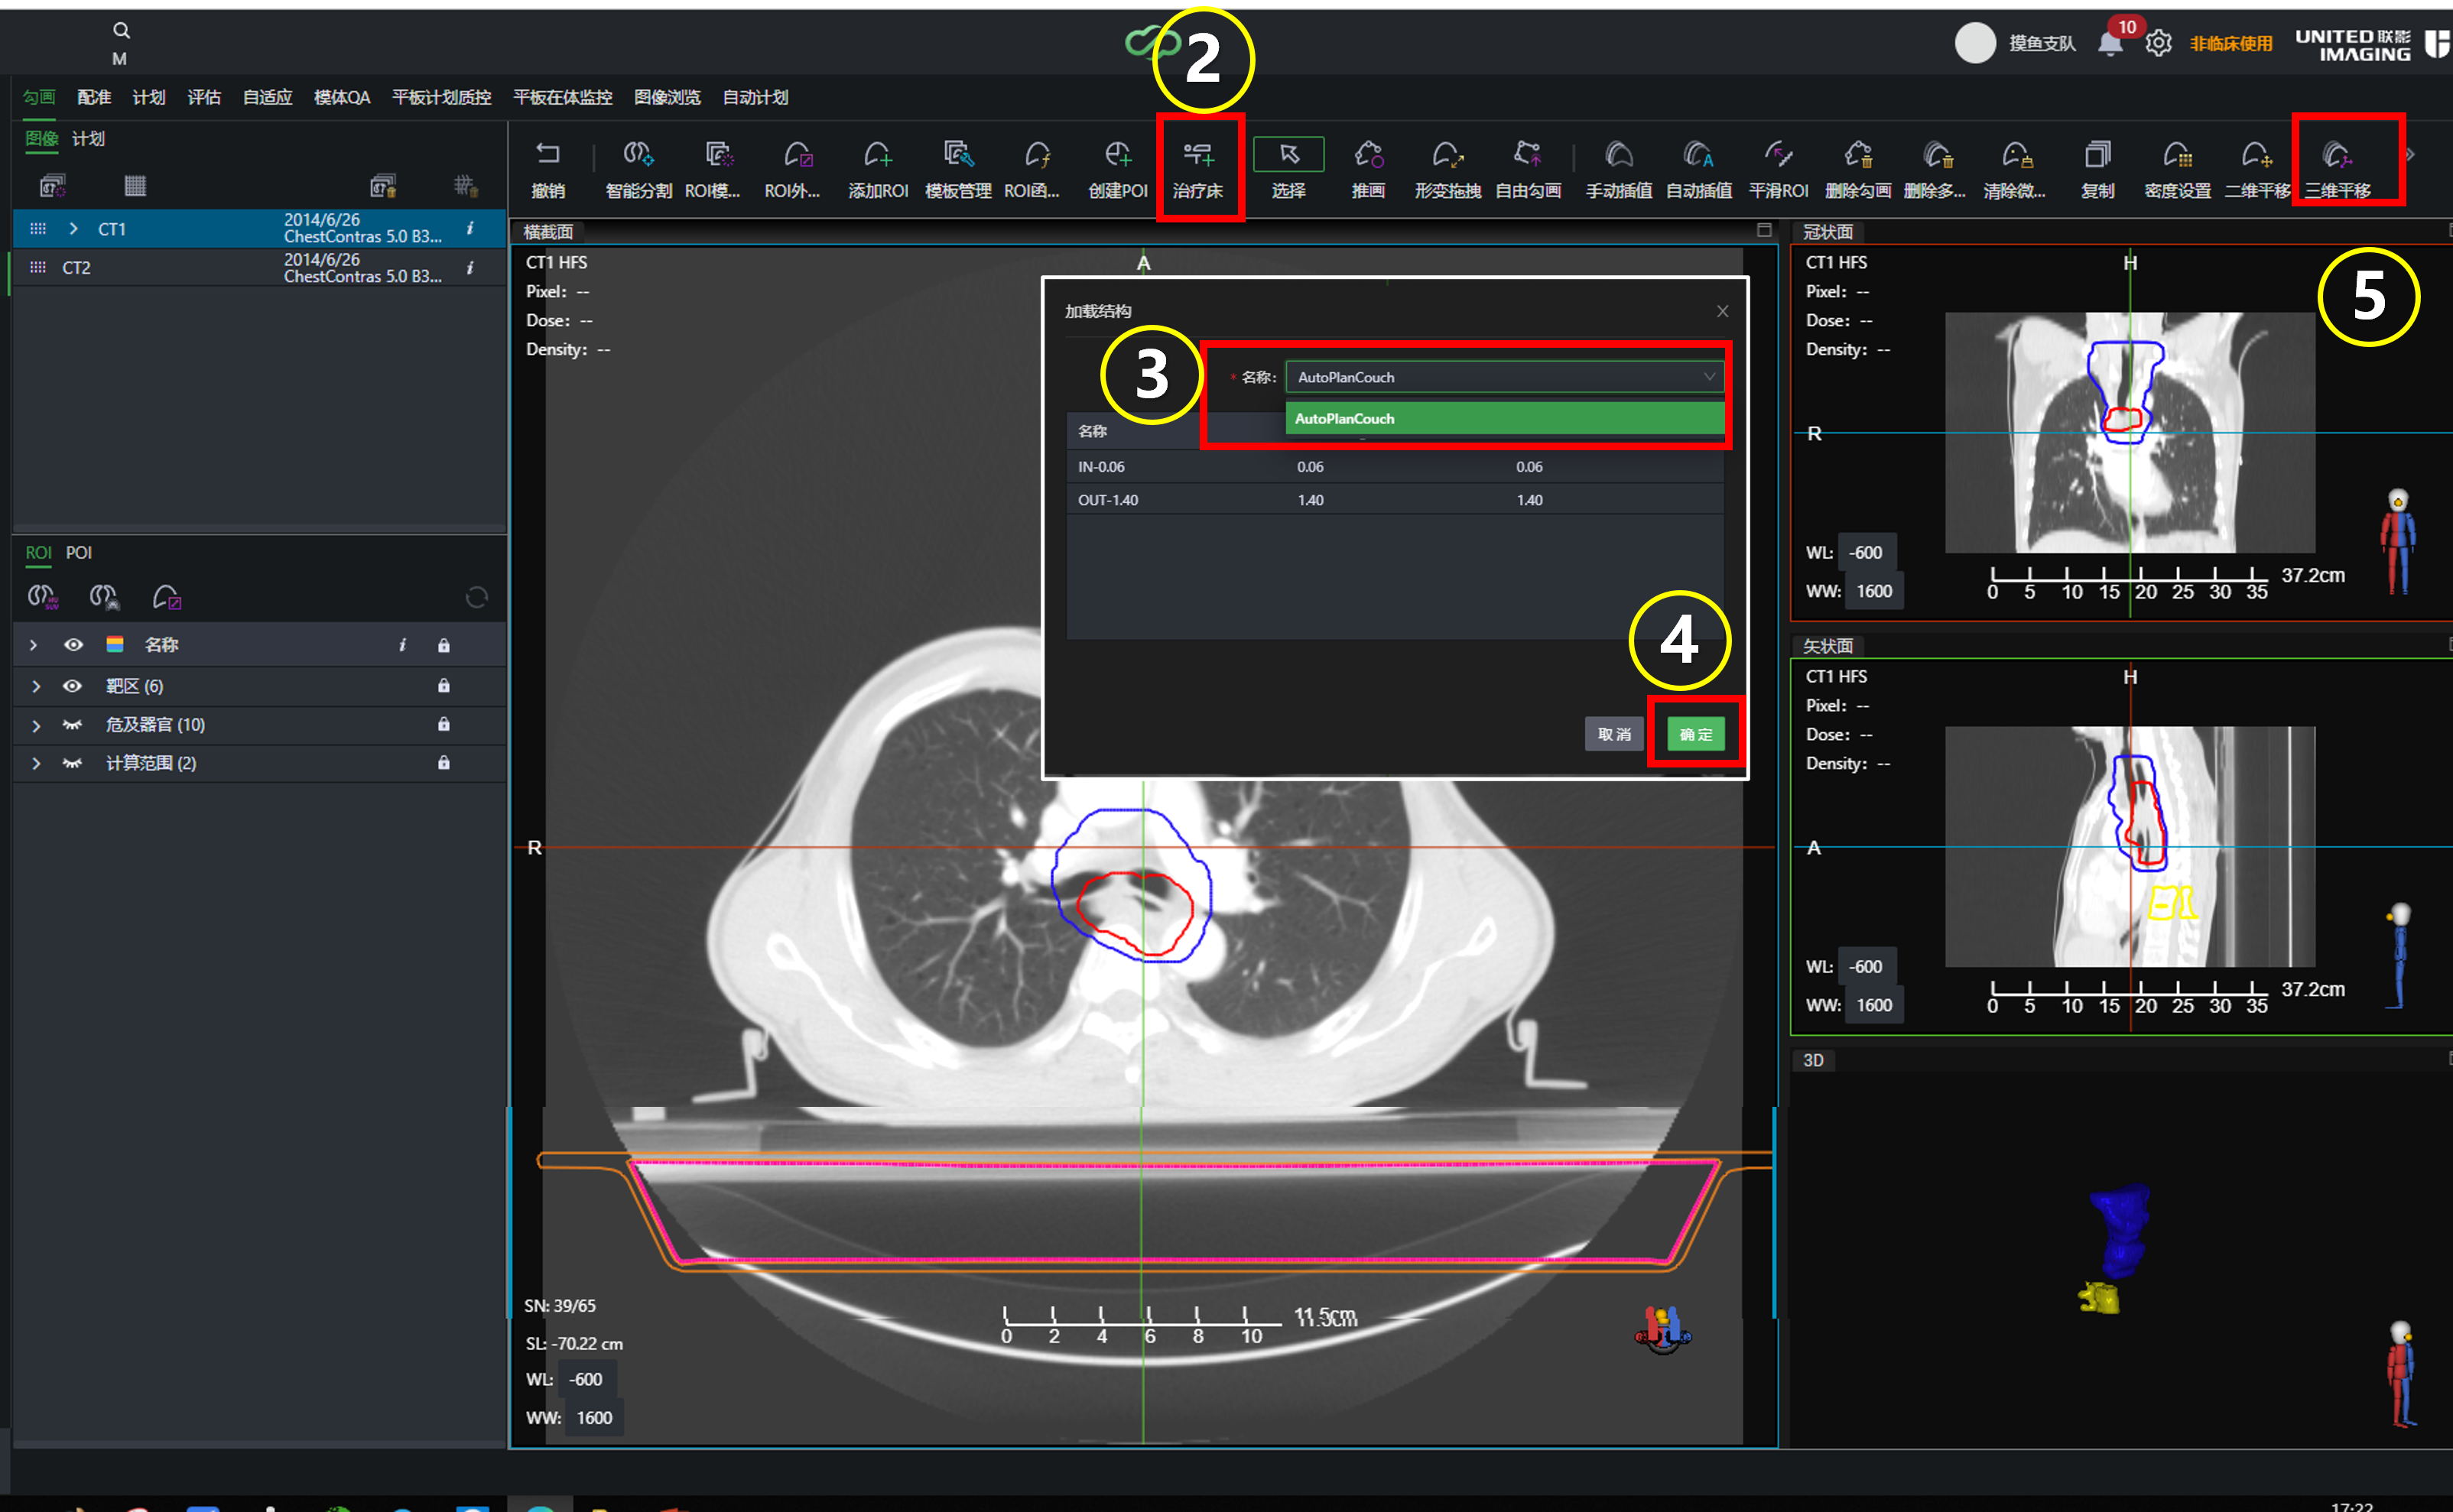 M
②
摸鱼支队
10
非临床使用
UNITED 联影
IMAGING
勾画 配准 计划 评估 自适应 模体QA 平板计划质控 平板在体监控 图像浏览 自动计划
图像 计划
撤销 智能分割 ROI模... ROI外... 添加ROI 模板管理 ROI函... 创建POI 治疗床 选择 推画 形变拖拽 自由勾画 手动插值 自动插值 平滑ROI 删除勾画 删除多... 清除微... 复制 密度设置 二维平移 三维平移
CT1 2014/6/26
ChestContras 5.0 B3... i
CT2 2014/6/26
ChestContras 5.0 B3... i
ROI POI
名称 i
靶区 (6)
危及器官 (10)
计算范围 (2)
横截面
CT1 HFS
Pixel: --
Dose: --
Density: --
A
R
加载结构
③
* 名称: AutoPlanCouch
AutoPlanCouch
名称
IN-0.06 0.06 0.06
OUT-1.40 1.40 1.40
④
取消 确定
SN: 39/65
SL: -70.22 cm
WL: -600
WW: 1600
0 2 4 6 8 10
11.5cm
冠状面
CT1 HFS
Pixel: --
Dose: --
Density: --
H
⑤
R
WL: -600
WW: 1600
0 5 10 15 20 25 30 35
37.2cm
矢状面
CT1 HFS
Pixel: --
Dose: --
Density: --
H
A
WL: -600
WW: 1600
0 5 10 15 20 25 30 35
37.2cm
3D
17:22